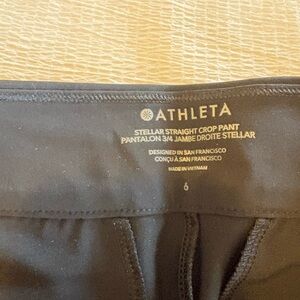 ATHLETA
STELLAR STRAIGHT CROP PANT
PANTALON 3/4 JAMBE DROITE STELLAR
DESIGNED IN SAN FRANCISCO
CONÇU À SAN FRANCISCO
MADE IN VIETNAM
6